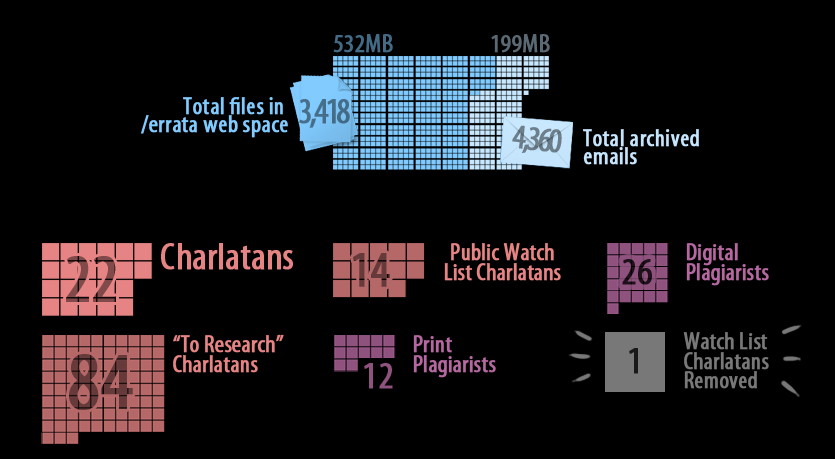 532MB
199MB
Total files in
/errata web space
3,418
4,360
Total archived
emails
22
Charlatans
14
Public Watch
List Charlatans
26
Digital
Plagiarists
84
“To Research”
Charlatans
12
Print
Plagiarists
1
Watch List
Charlatans
Removed